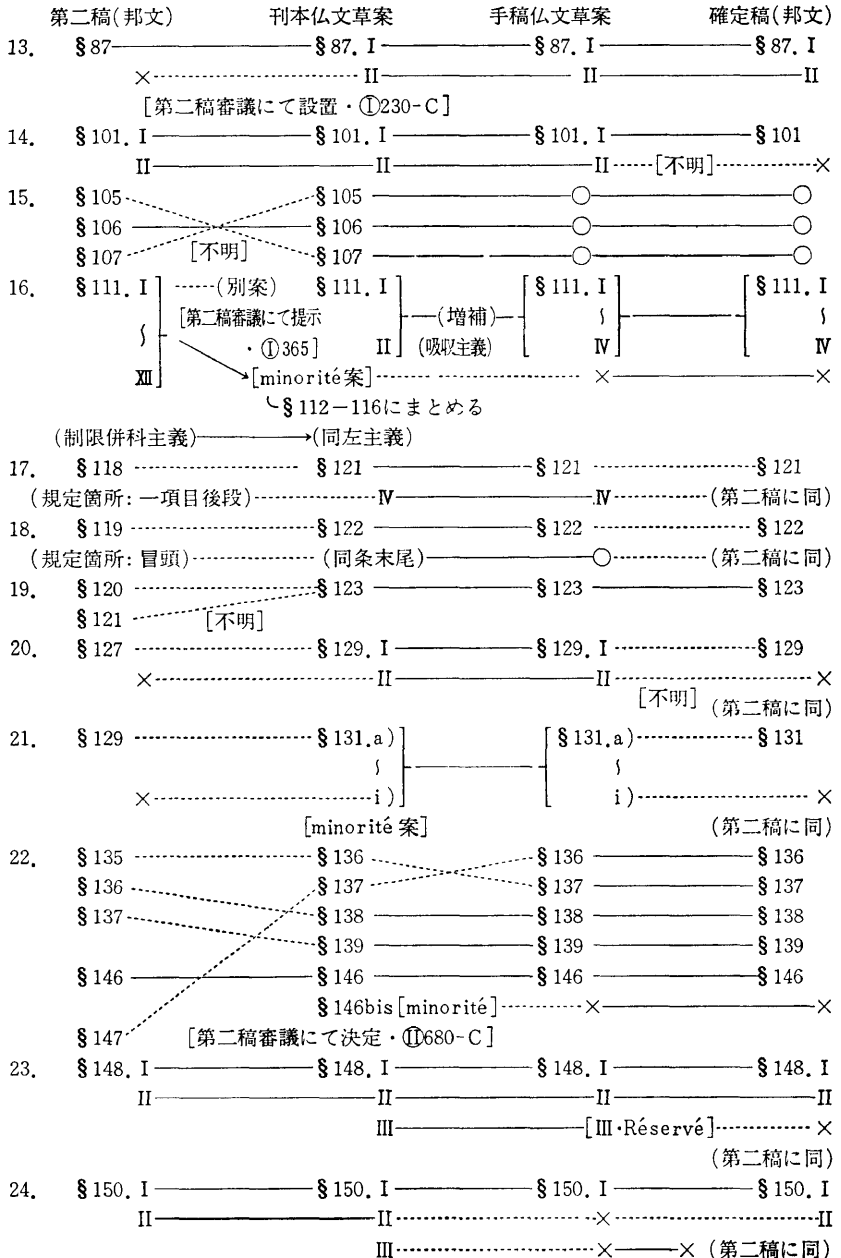 第二稿(邦文) 刊本仏文草案 手稿仏文草案 確定稿(邦文)
13. §87 §87. I §87. I §87. I
× II II II
[第二稿審議にて設置・Ⓘ230-C]
14. §101. I §101. I §101. I §101
II II II [不明] ×
15. §105 §105 ○ ○
§106 §106 ○ ○
§107 [不明] §107 ○ ○
16. §111. I (別案) §111. I (増補) §111. I §111. I
[第二稿審議にて提示
・Ⓘ365] II (吸収主義) IV IV
XII [minorité案] × ×
§112-116にまとめる
(制限併科主義) (同左主義)
17. §118 §121 §121 §121
(規定箇所: 一項目後段) IV IV (第二稿に同)
18. §119 §122 §122 §122
(規定箇所: 冒頭) (同条末尾) ○ (第二稿に同)
19. §120 §123 §123 §123
§121 [不明]
20. §127 §129. I §129. I §129
× II II [不明] ×
(第二稿に同)
21. §129 §131.a) §131.a) §131
× i) i) ×
[minorité 案] (第二稿に同)
22. §135 §136 §136 §136
§136 §137 §137 §137
§137 §138 §138 §138
§139 §139 §139
§146 §146 §146 §146
§146bis[minorité] × ×
§147 [第二稿審議にて決定・Ⅱ680-C]
23. §148. I §148. I §148. I §148. I
II II II II
III [III・Réservé] ×
(第二稿に同)
24. §150. I §150. I §150. I §150. I
II II × II
III × × (第二稿に同)